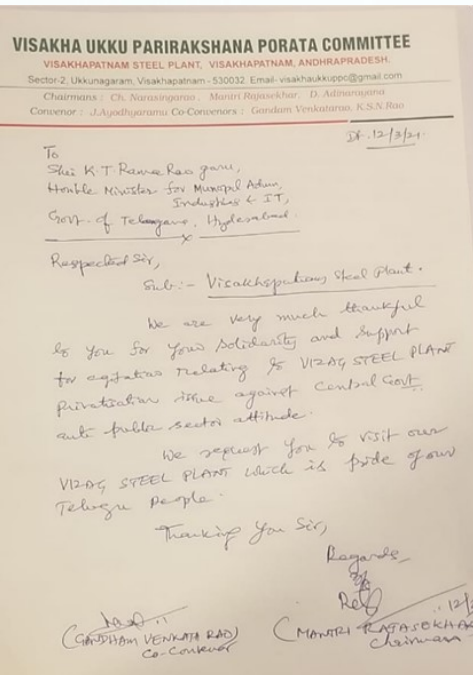 VISAKHA UKKU PARIRAKSHANA PORATA COMMITTEE
VISAKHAPATNAM STEEL PLANT, VISAKHAPATNAM, ANDHRAPRADESH.
Sector-2, Ukkunagaram, Visakhapatnam - 530032. Email- visakhaukkuppc@gmail.com
Chairmans : Ch. Narasingarao, Mantri Rajasekhar, D. Adinarayana
Convenor : J.Ayodhyaramu Co-Convenors : Gandam Venkatarao, K.S.N.Rao
Dt. 12/3/21.
To
Shri K.T. Rama Rao garu,
Honble Minister for Municipal Admn,
Industries & IT,
Govt. of Telangana, Hyderabad.
Respected Sir,
Sub:- Visakhapatnam Steel Plant.
We are very much thankful
to you for your solidarity and support
for agitation relating to VIZAG STEEL PLANT
privatisation issue against Central Govt.
anti public sector attitude.
We request you to visit our
VIZAG STEEL PLANT which is pride of our
Telugu People.
Thanking You Sir,
Regards,
(GANDHAM VENKATA RAO)
Co-Convenor
(MANTRI RAJASEKHAR
Chairman